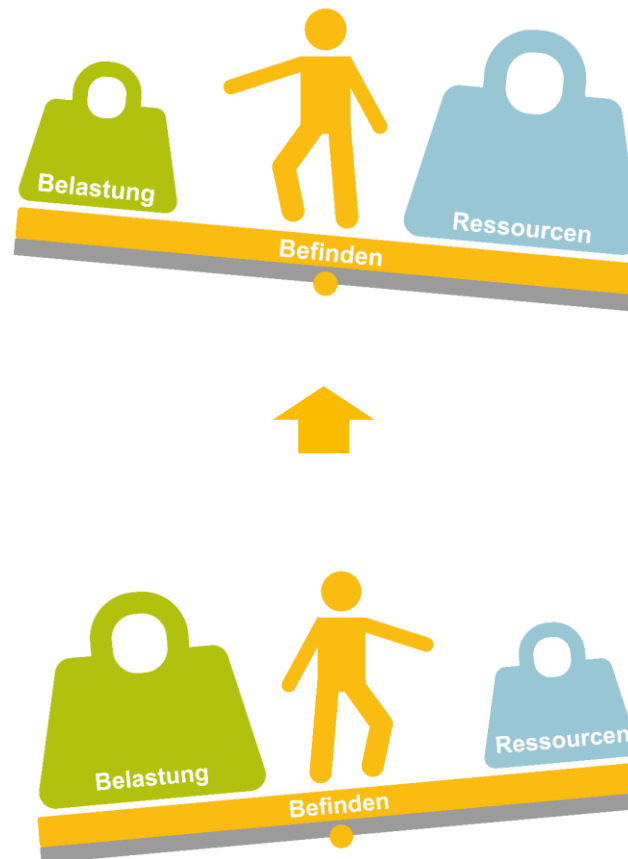 Belastung
Ressourcen
Befinden
Belastung
Ressourcen
Befinden